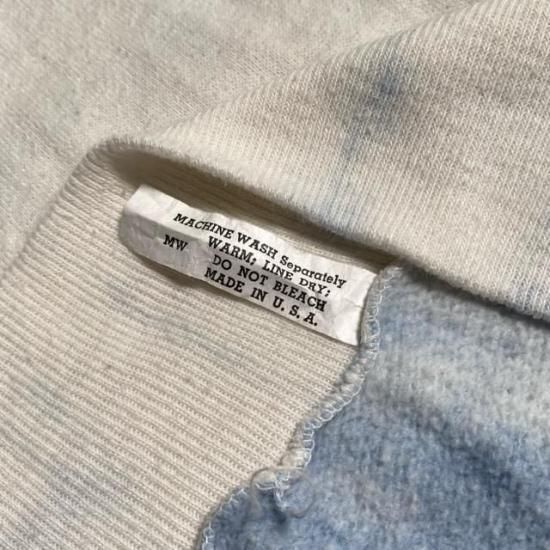 MACHINE WASH Separately
MW WARM; LINE DRY;
DO NOT BLEACH
MADE IN U.S.A.